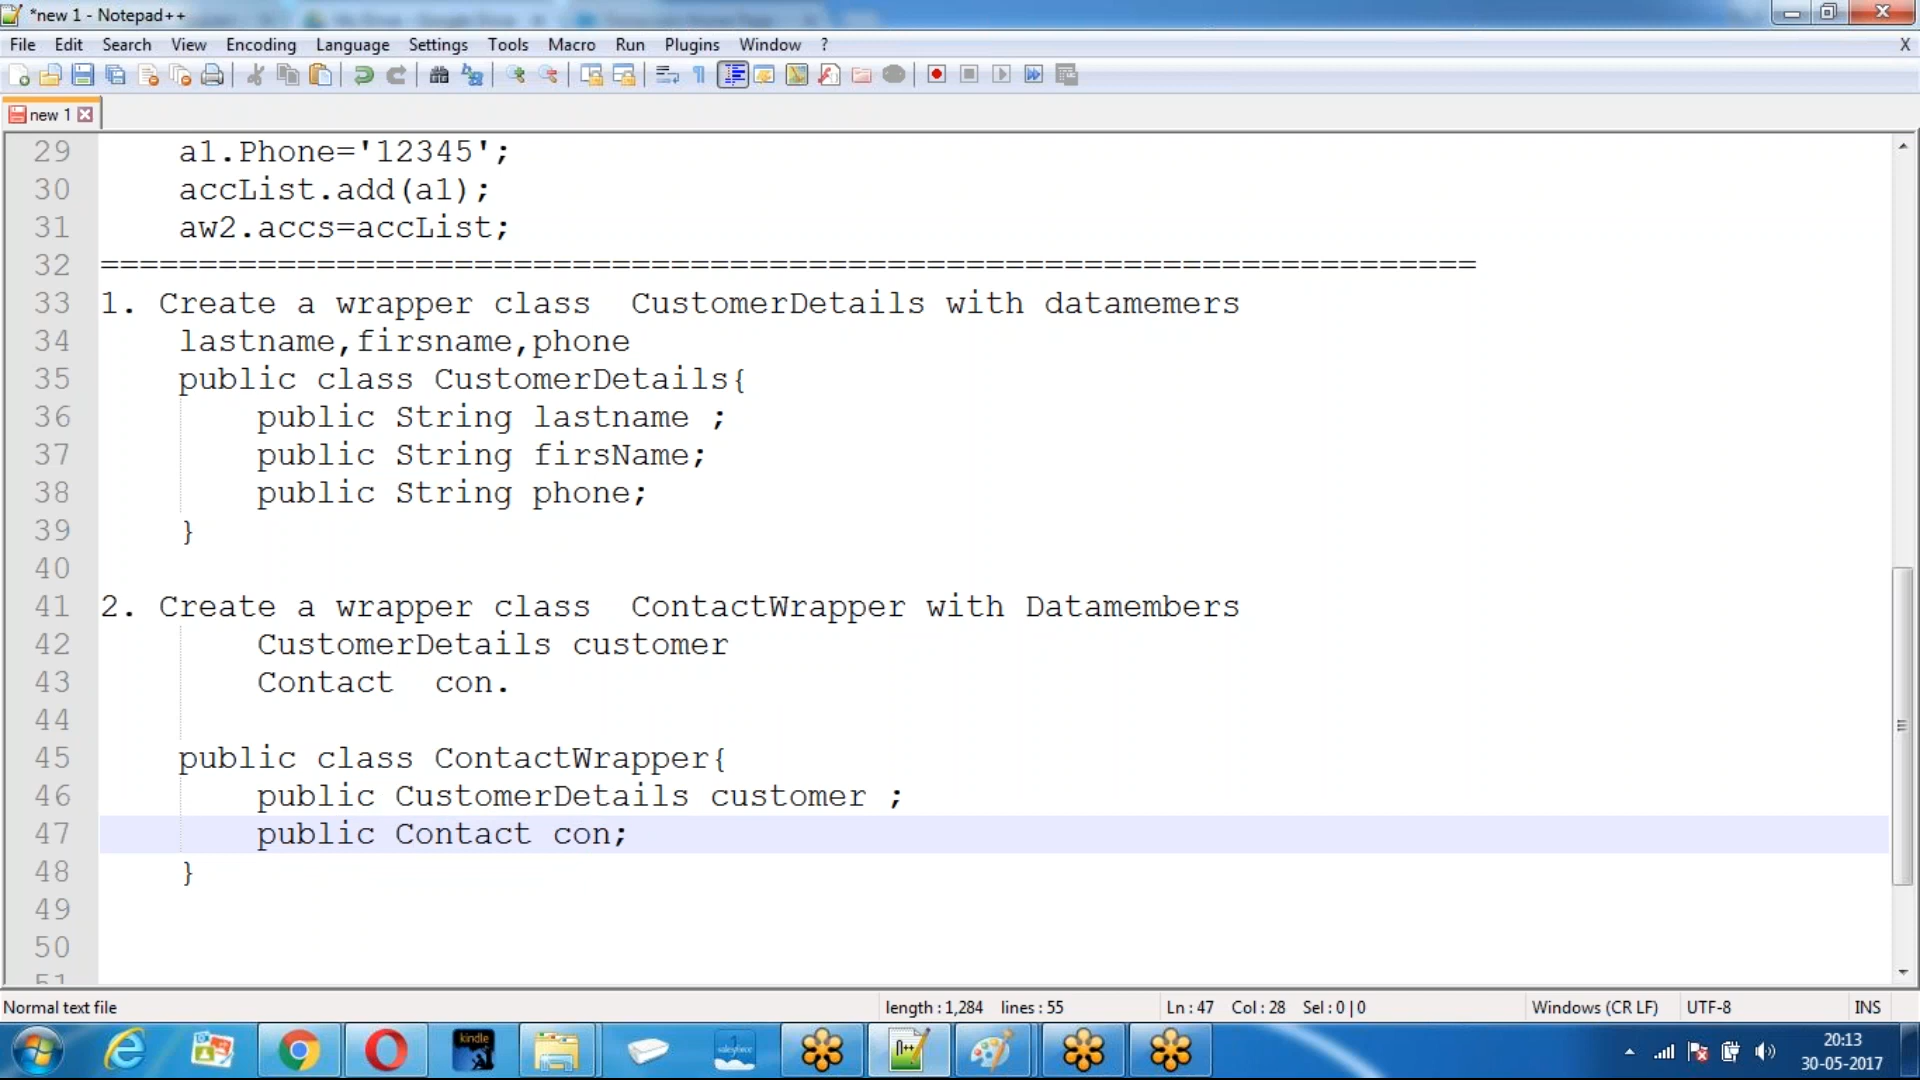 *new 1 - Notepad++
File Edit Search View Encoding Language Settings Tools Macro Run Plugins Window ? X
new 1
29 a1.Phone='12345';
30 accList.add(a1);
31 aw2.accs=accList;
32 ======================================================================
33 1. Create a wrapper class  CustomerDetails with datamemers
34 lastname,firsname,phone
35 public class CustomerDetails{
36 public String lastname ;
37 public String firsName;
38 public String phone;
39 }
40
41 2. Create a wrapper class  ContactWrapper with Datamembers
42 CustomerDetails customer
43 Contact  con.
44
45 public class ContactWrapper{
46 public CustomerDetails customer ;
47 public Contact con;
48 }
49
50
51
Normal text file length : 1,284 lines : 55 Ln : 47 Col : 28 Sel : 0 | 0 Windows (CR LF) UTF-8 INS
kindle
salesforce
20:13
30-05-2017